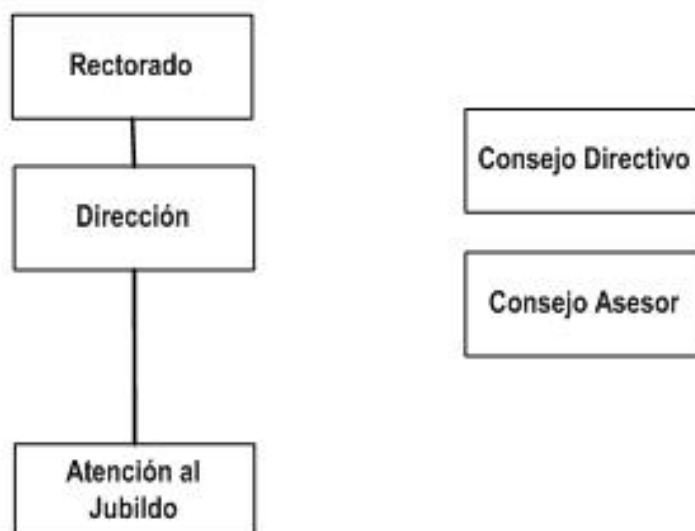 Rectorado
Dirección
Atención al
Jubildo
Consejo Directivo
Consejo Asesor